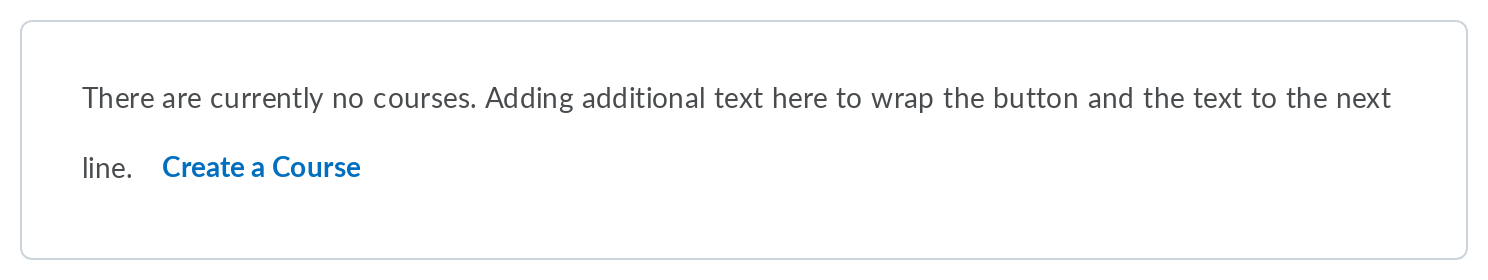 There are currently no courses. Adding additional text here to wrap the button and the text to the next
line. Create a Course